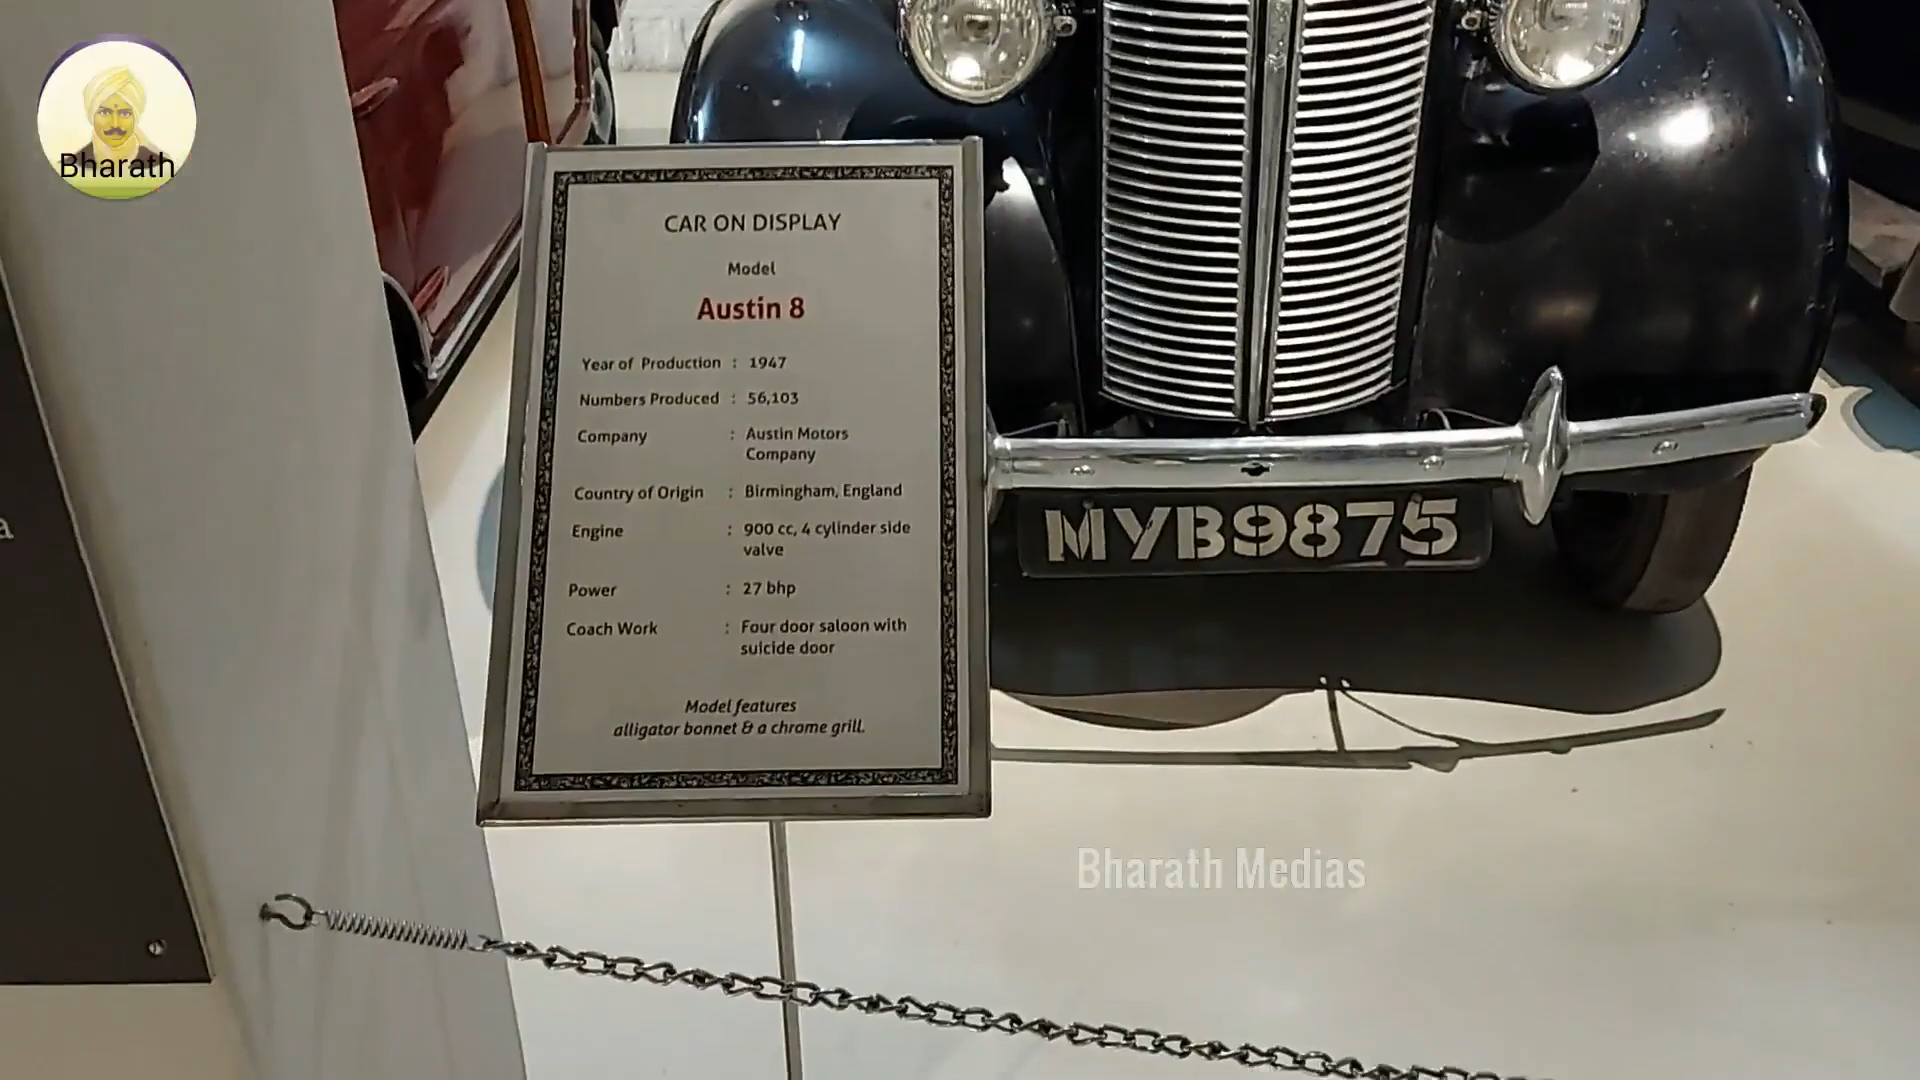 Bharath
CAR ON DISPLAY
Model
Austin 8
Year of Production : 1947
Numbers Produced : 56,103
Company : Austin Motors
Company
Country of Origin : Birmingham, England
Engine : 900 cc, 4 cylinder side
valve
Power : 27 bhp
Coach Work : Four door saloon with
suicide door
Model features
alligator bonnet & a chrome grill.
MYB9875
a
Bharath Medias